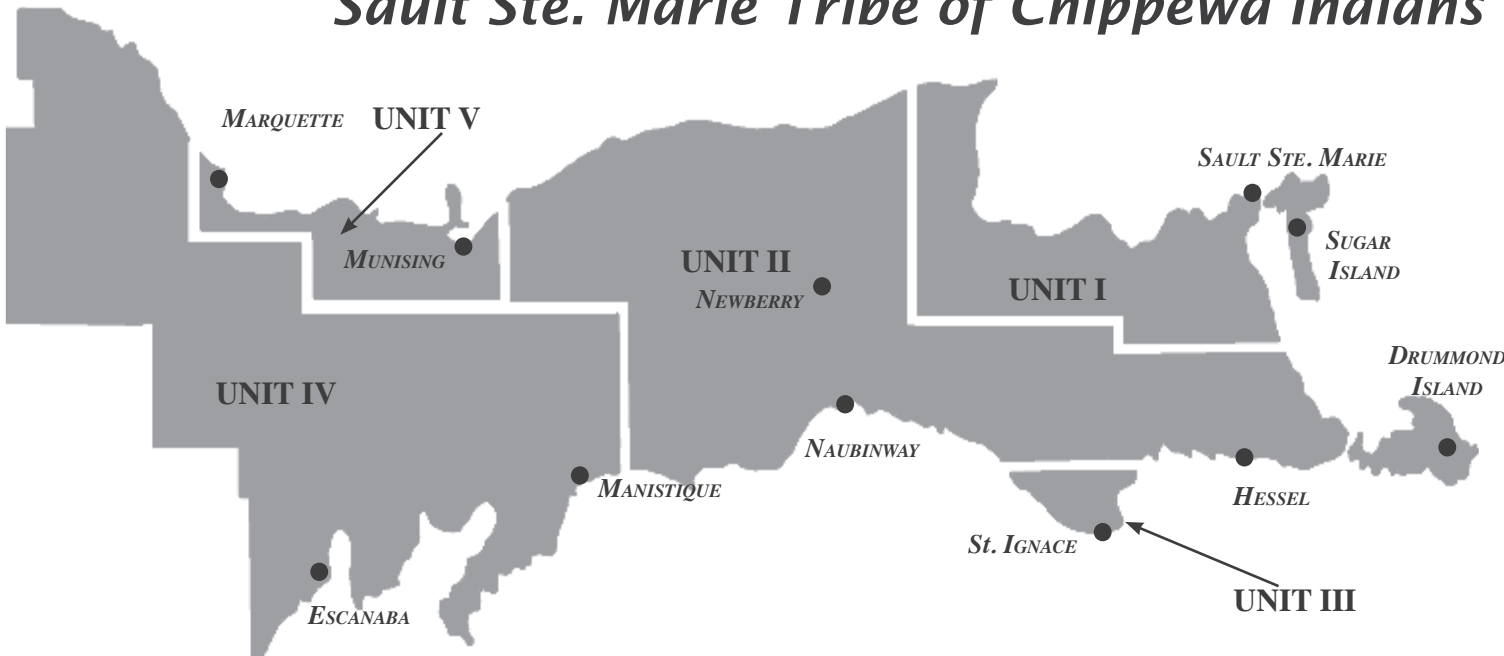 Sault Ste. Marie Tribe of Chippewa Indians
MARQUETTE
UNIT V
SAULT STE. MARIE
SUGAR
ISLAND
MUNISING
UNIT II
NEWBERRY
UNIT I
DRUMMOND
ISLAND
UNIT IV
NAUBINWAY
MANISTIQUE
HESSEL
St. IGNACE
UNIT III
ESCANABA